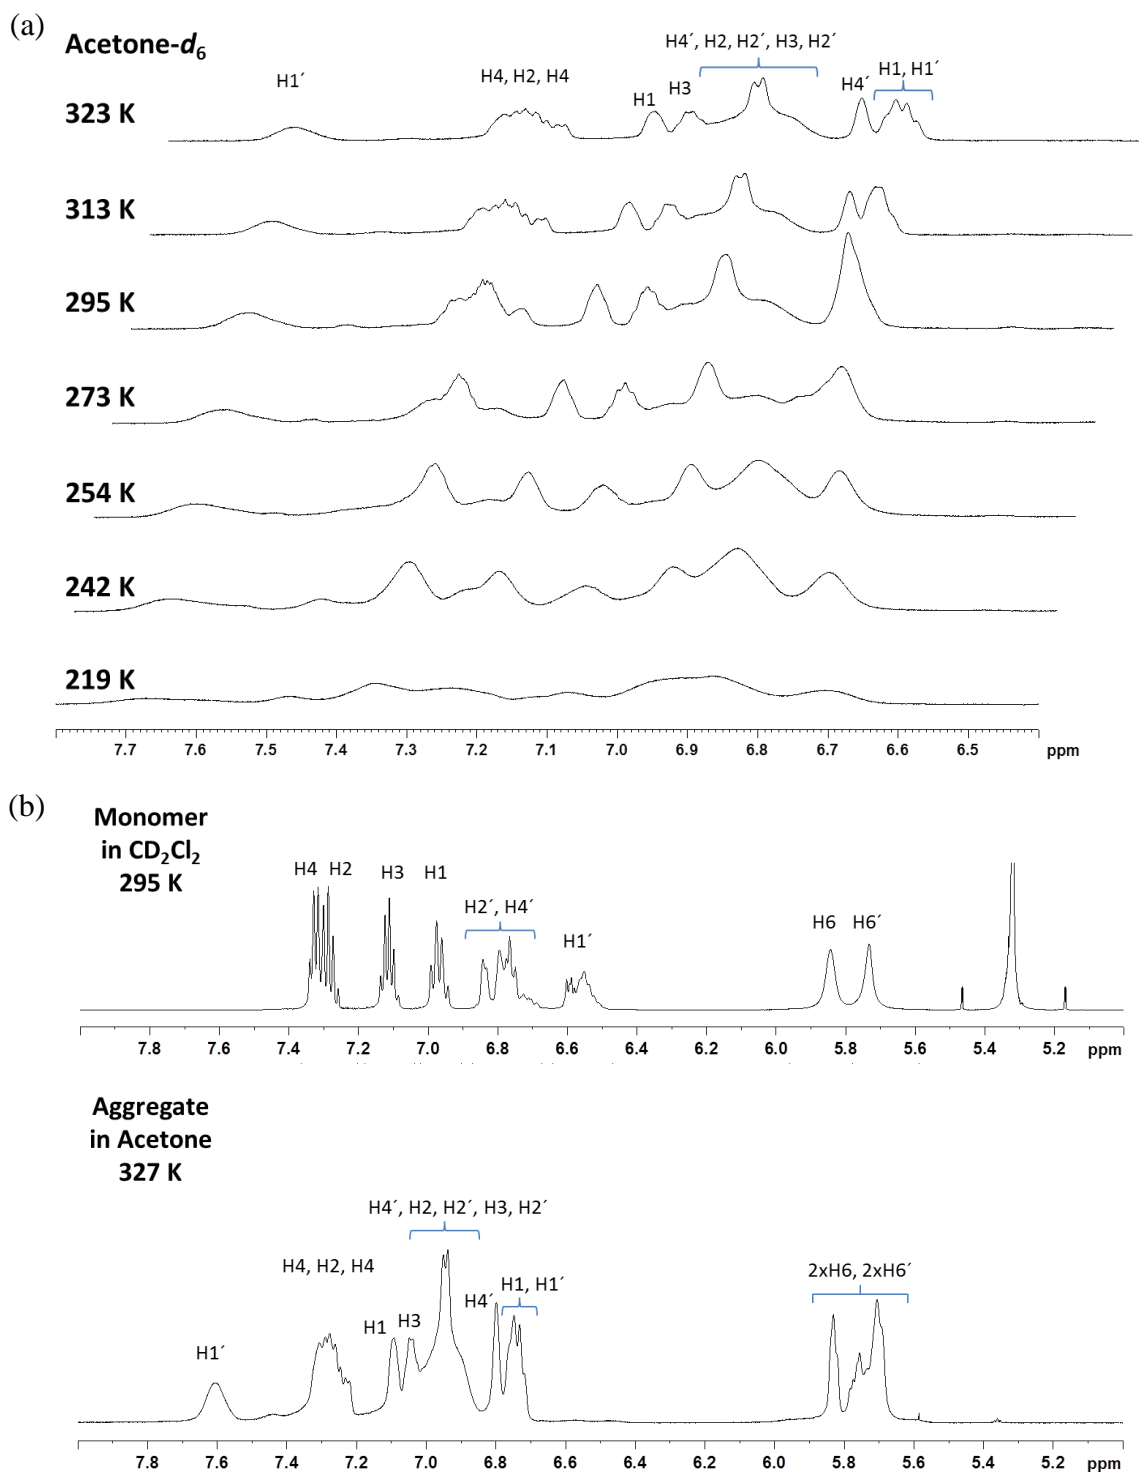 (a)
Acetone-d6
H4´, H2, H2´, H3, H2´
H1´
H4, H2, H4
H1
H3
H4´
H1, H1´
323 K
313 K
295 K
273 K
254 K
242 K
219 K
7.7 7.6 7.5 7.4 7.3 7.2 7.1 7.0 6.9 6.8 6.7 6.6 6.5 ppm
(b)
Monomer
in CD2Cl2
295 K
H4 H2 H3 H1
H2´, H4´
H1´
H6 H6´
7.8 7.6 7.4 7.2 7.0 6.8 6.6 6.4 6.2 6.0 5.8 5.6 5.4 5.2 ppm
Aggregate
in Acetone
327 K
H4´, H2, H2´, H3, H2´
H4, H2, H4
H1, H1´
2xH6, 2xH6´
H4´
H1
H3
H1´
7.8 7.6 7.4 7.2 7.0 6.8 6.6 6.4 6.2 6.0 5.8 5.6 5.4 5.2 ppm